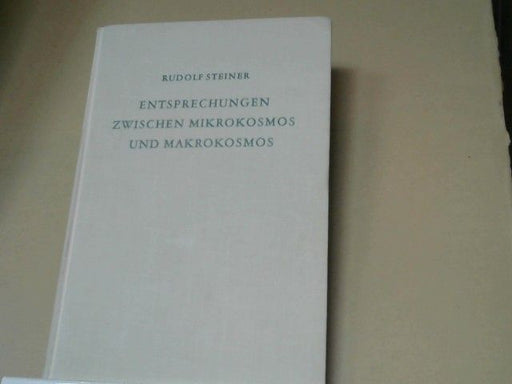 RUDOLF STEINER
ENTSPRECHUNGEN
ZWISCHEN MIKROKOSMOS
UND MAKROKOSMOS